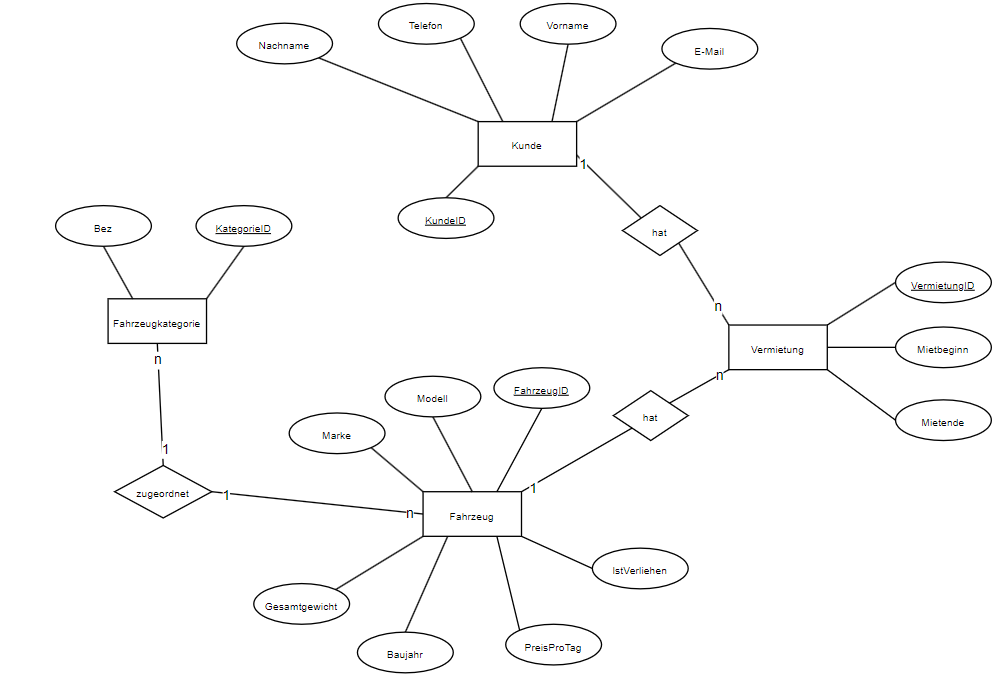 Telefon
Vorname
Nachname
E-Mail
Kunde
1
KundeID
Bez
KategorieID
hat
VermietungID
n
Fahrzeugkategorie
Vermietung
Mietbeginn
n
n
Modell
FahrzeugID
hat
Mietende
Marke
1
zugeordnet
1
n
1
Fahrzeug
IstVerliehen
Gesamtgewicht
Baujahr
PreisProTag